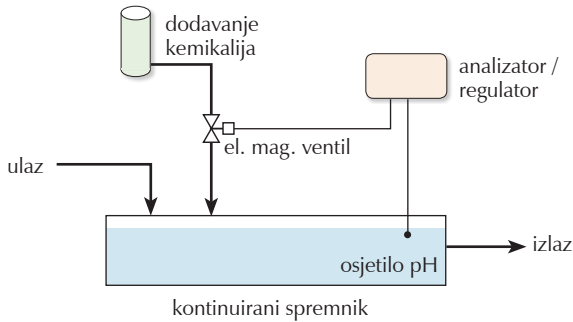 dodavanje
kemikalija
analizator /
regulator
el. mag. ventil
ulaz
izlaz
osjetilo pH
kontinuirani spremnik